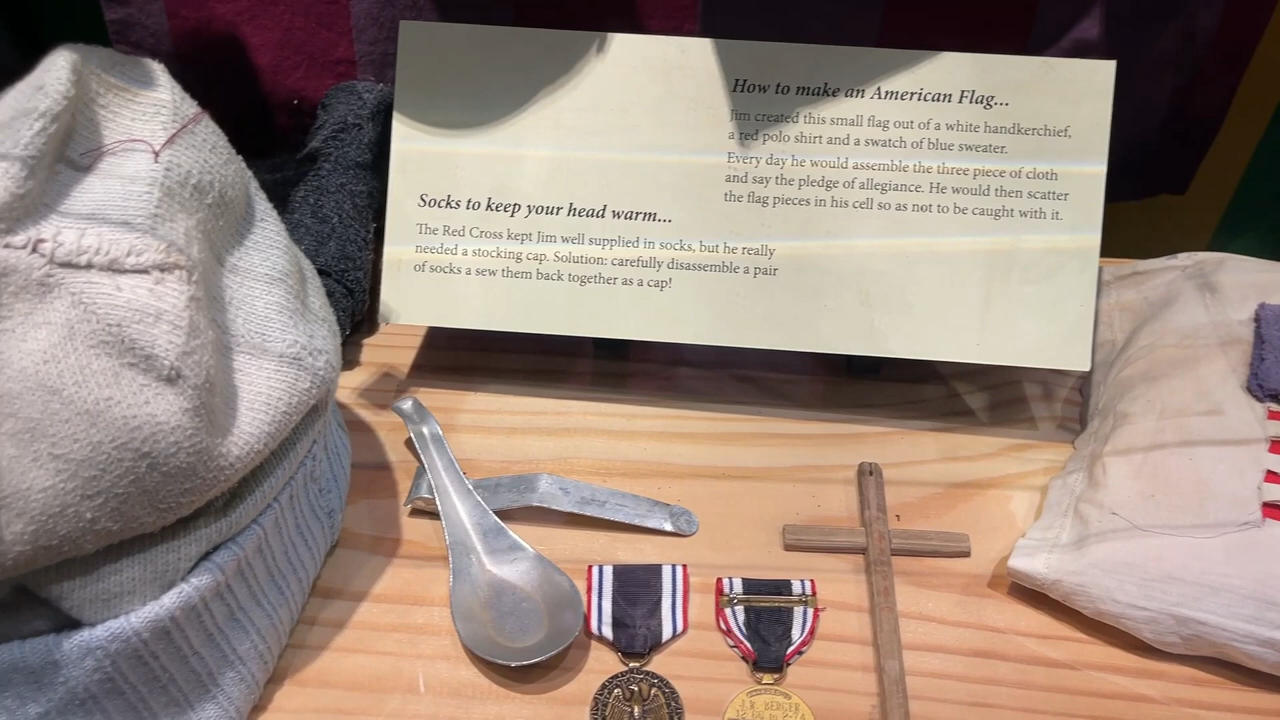 How to make an American Flag...
Jim created this small flag out of a white handkerchief,
a red polo shirt and a swatch of blue sweater.
Every day he would assemble the three piece of cloth
and say the pledge of allegiance. He would then scatter
the flag pieces in his cell so as not to be caught with it.
Socks to keep your head warm...
The Red Cross kept Jim well supplied in socks, but he really
needed a stocking cap. Solution: carefully disassemble a pair
of socks a sew them back together as a cap!
BERGER